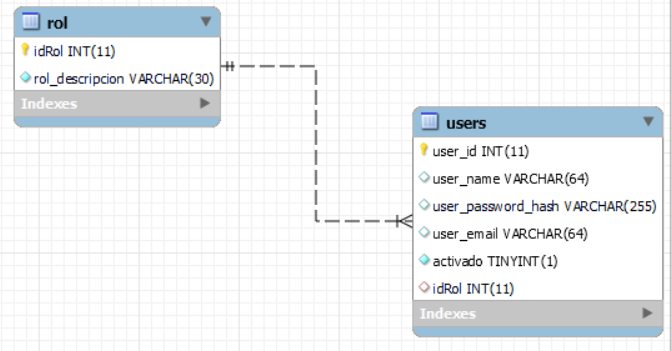 rol
idRol INT(11)
rol_descripcion VARCHAR(30)
Indexes
users
user_id INT(11)
user_name VARCHAR(64)
user_password_hash VARCHAR(255)
user_email VARCHAR(64)
activado TINYINT(1)
idRol INT(11)
Indexes